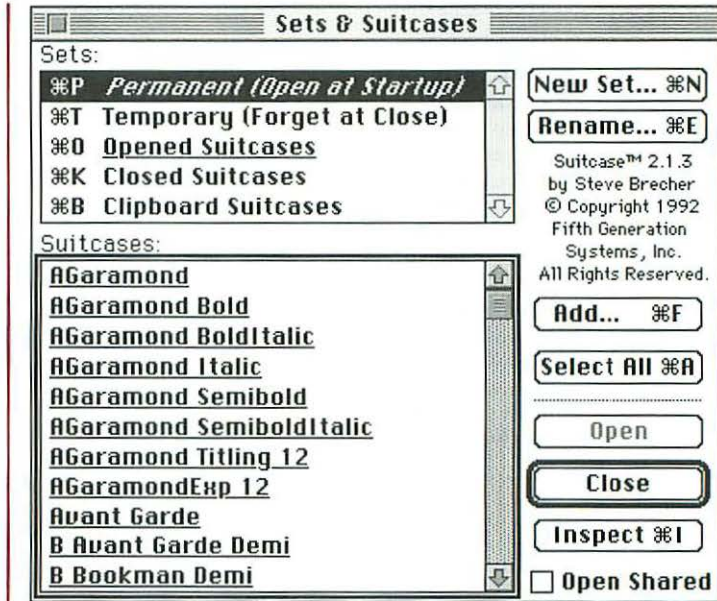 Sets & Suitcases
Sets:
⌘P Permanent (Open at Startup)
⌘T Temporary (Forget at Close)
⌘O Opened Suitcases
⌘K Closed Suitcases
⌘B Clipboard Suitcases
New Set... ⌘N
Rename... ⌘E
Suitcase™ 2.1.3
by Steve Brecher
© Copyright 1992
Fifth Generation
Systems, Inc.
All Rights Reserved.
Suitcases:
AGaramond
AGaramond Bold
AGaramond BoldItalic
AGaramond Italic
AGaramond Semibold
AGaramond SemiboldItalic
AGaramond Titling 12
AGaramondExp 12
Avant Garde
B Avant Garde Demi
B Bookman Demi
Add... ⌘F
Select All ⌘A
Open
Close
Inspect ⌘I
Open Shared